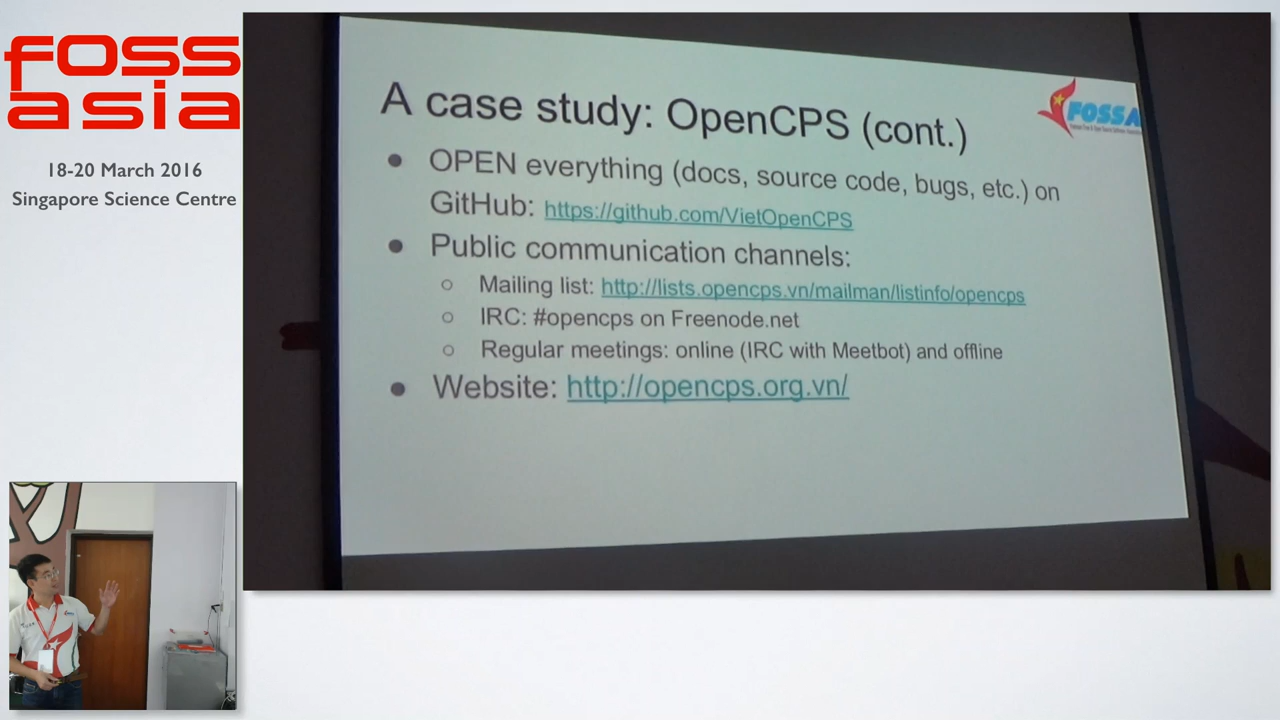 foss
asia
18-20 March 2016
Singapore Science Centre
A case study: OpenCPS (cont.)
FOSSA
● OPEN everything (docs, source code, bugs, etc.) on
GitHub: https://github.com/VietOpenCPS
● Public communication channels:
○ Mailing list: http://lists.opencps.vn/mailman/listinfo/opencps
○ IRC: #opencps on Freenode.net
○ Regular meetings: online (IRC with Meetbot) and offline
● Website: http://opencps.org.vn/